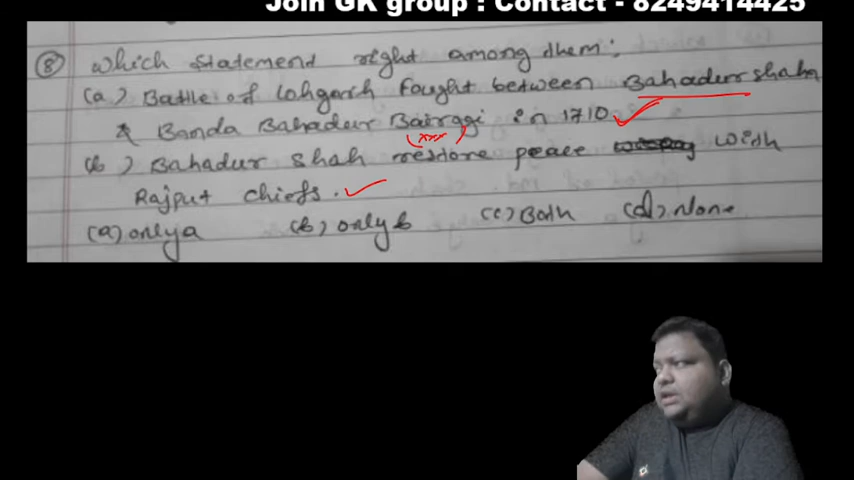 Join GK group : Contact - 8249414425
(8) which statement right among them :
(a) Battle of Lohgarh fought between Bahadur shah
& Banda Bahadur Bairagi in 1710
(b) Bahadur shah restore peace with
Rajput chiefs.
(a) only a (b) only b (c) Both (d) None